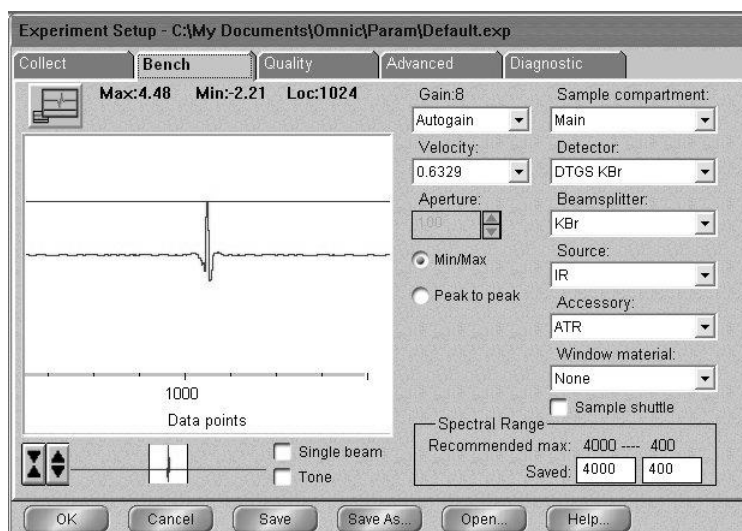 Experiment Setup - C:\My Documents\Omnic\Param\Default.exp
Collect Bench Quality Advanced Diagnostic
Max:4.48 Min:-2.21 Loc:1024
Gain:8 Sample compartment:
Autogain Main
Velocity: Detector:
0.6329 DTGS KBr
Aperture: Beamsplitter:
100 KBr
Min/Max Source:
IR
Peak to peak Accessory:
ATR
Window material:
None
1000
Data points
Sample shuttle
Spectral Range
Recommended max: 4000 ---- 400
Saved: 4000 400
Single beam
Tone
OK Cancel Save Save As... Open... Help...